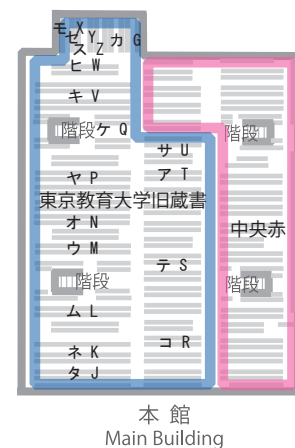 モ X
セ Y カ G
ス Z
ヒ W
キ V
階段 ケ Q 階段
サ U
ヤ P ア T
東京教育大学旧蔵書
オ N 中央赤
ウ M
テ S
階段 階段
ム L
コ R
ネ K
タ J
本 館
Main Building